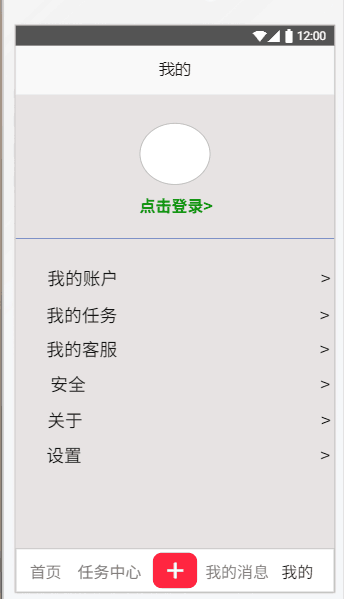 12:00
我的
点击登录>
我的账户 >
我的任务 >
我的客服 >
安全 >
关于 >
设置 >
首页 任务中心 + 我的消息 我的